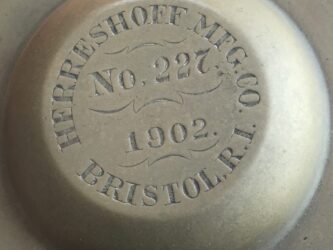 HERRESHOFF MFG. CO.
No. 227.
1902.
BRISTOL, R.I.